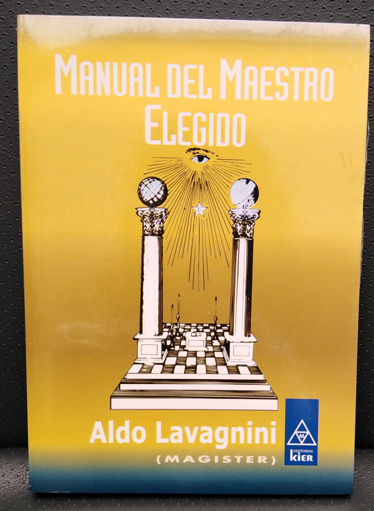 MANUAL DEL MAESTRO
ELEGIDO
Aldo Lavagnini
(MAGISTER)
EDITORIAL
kier